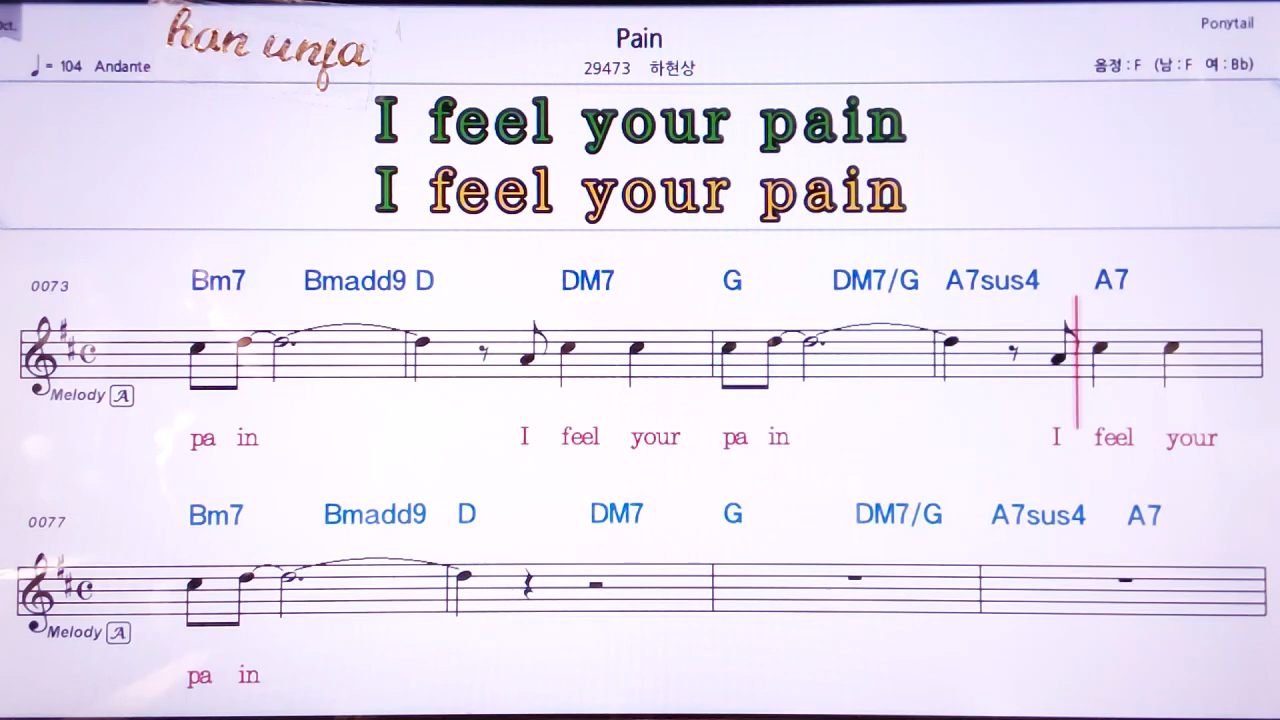 Oct.
han unfa
Pain
Ponytail
= 104 Andante
29473 하현상
음정 : F (남 : F 여 : Bb)
I feel your pain
I feel your pain
0073 Bm7 Bmadd9 D DM7 G DM7/G A7sus4 A7
Melody A
pa in I feel your pa in I feel your
0077 Bm7 Bmadd9 D DM7 G DM7/G A7sus4 A7
Melody A
pa in